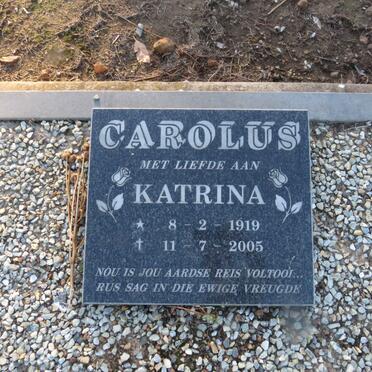 CAROLUS
MET LIEFDE AAN
KATRINA
★ 8 - 2 - 1919
✝ 11 - 7 - 2005
NOU IS JOU AARDSE REIS VOLTOOI...
RUS SAG IN DIE EWIGE VREUGDE